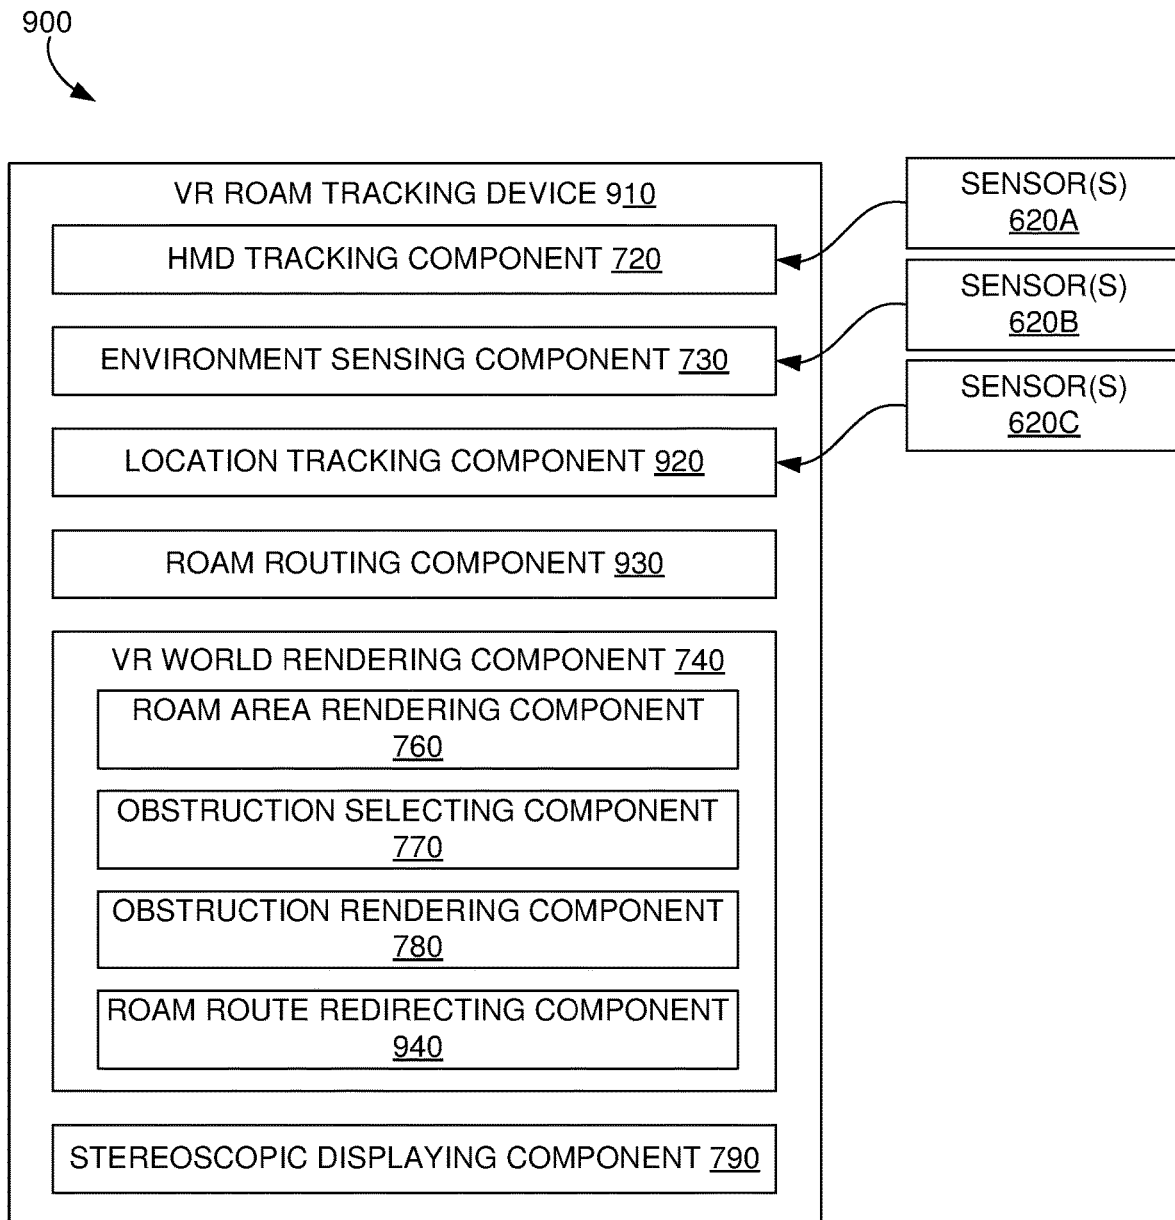 900
VR ROAM TRACKING DEVICE 910
HMD TRACKING COMPONENT 720
ENVIRONMENT SENSING COMPONENT 730
LOCATION TRACKING COMPONENT 920
ROAM ROUTING COMPONENT 930
VR WORLD RENDERING COMPONENT 740
ROAM AREA RENDERING COMPONENT
760
OBSTRUCTION SELECTING COMPONENT
770
OBSTRUCTION RENDERING COMPONENT
780
ROAM ROUTE REDIRECTING COMPONENT
940
STEREOSCOPIC DISPLAYING COMPONENT 790
SENSOR(S)
620A
SENSOR(S)
620B
SENSOR(S)
620C